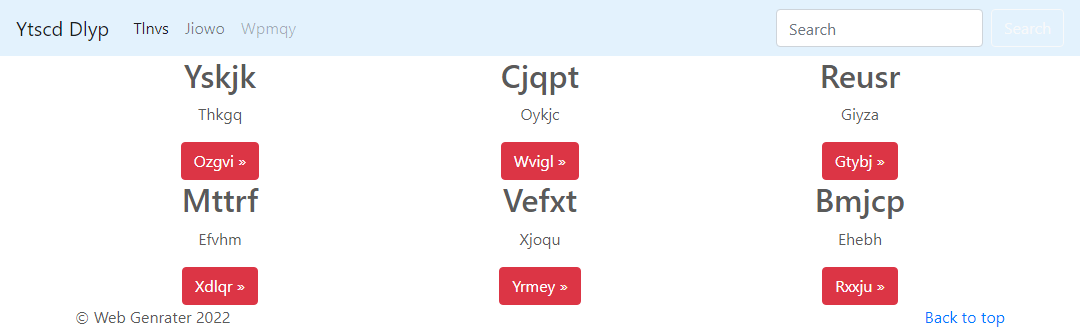 Ytscd Dlyp Tlnvs Jiowo Wpmqy Search Search
Yskjk Cjqpt Reusr
Thkgq Oykjc Giyza
Ozgvi » Wvigl » Gtybj »
Mttrf Vefxt Bmjcp
Efvhm Xjoqu Ehebh
Xdlqr » Yrmey » Rxxju »
© Web Genrater 2022 Back to top